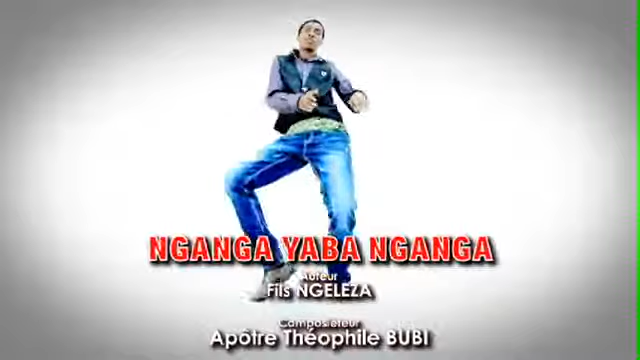 NGANGA YABA NGANGA
Auteur
Fils NGELEZA
Compositeur
Apôtre Théophile BUBI